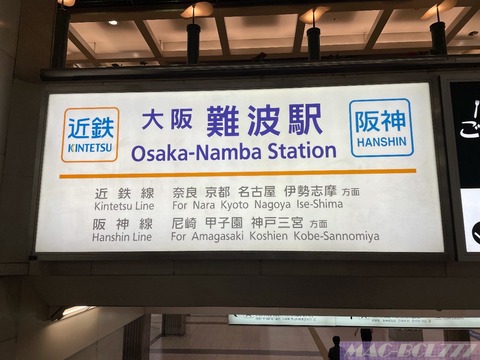 近鉄
KINTETSU
大阪 難波駅
Osaka-Namba Station
阪神
HANSHIN
近鉄線 奈良 京都 名古屋 伊勢志摩 方面
Kintetsu Line For Nara Kyoto Nagoya Ise-Shima
阪神線 尼崎 甲子園 神戸三宮 方面
Hanshin Line For Amagasaki Koshien Kobe-Sannomiya
MAC-BCLZZZ